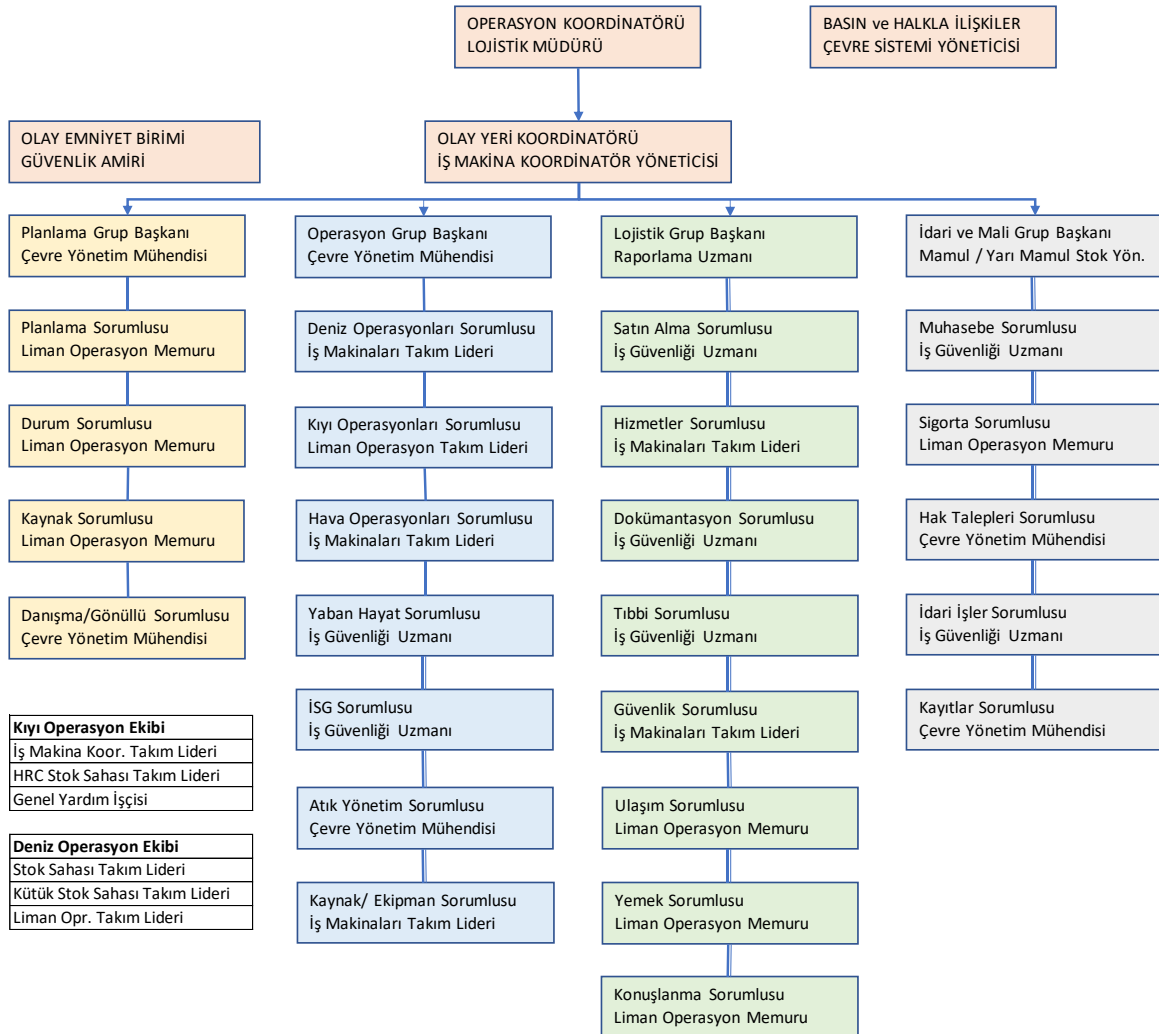 OPERASYON KOORDİNATÖRÜ
LOJİSTİK MÜDÜRÜ
BASIN ve HALKLA İLİŞKİLER
ÇEVRE SİSTEMİ YÖNETİCİSİ
OLAY EMNİYET BİRİMİ
GÜVENLİK AMİRİ
OLAY YERİ KOORDİNATÖRÜ
İŞ MAKİNA KOORDİNATÖR YÖNETİCİSİ
Planlama Grup Başkanı
Çevre Yönetim Mühendisi
Planlama Sorumlusu
Liman Operasyon Memuru
Durum Sorumlusu
Liman Operasyon Memuru
Kaynak Sorumlusu
Liman Operasyon Memuru
Danışma/Gönüllü Sorumlusu
Çevre Yönetim Mühendisi
Operasyon Grup Başkanı
Çevre Yönetim Mühendisi
Deniz Operasyonları Sorumlusu
İş Makinaları Takım Lideri
Kıyı Operasyonları Sorumlusu
Liman Operasyon Takım Lideri
Hava Operasyonları Sorumlusu
İş Makinaları Takım Lideri
Yaban Hayat Sorumlusu
İş Güvenliği Uzmanı
İSG Sorumlusu
İş Güvenliği Uzmanı
Atık Yönetim Sorumlusu
Çevre Yönetim Mühendisi
Kaynak/ Ekipman Sorumlusu
İş Makinaları Takım Lideri
Lojistik Grup Başkanı
Raporlama Uzmanı
Satın Alma Sorumlusu
İş Güvenliği Uzmanı
Hizmetler Sorumlusu
İş Makinaları Takım Lideri
Dokümantasyon Sorumlusu
İş Güvenliği Uzmanı
Tıbbi Sorumlusu
İş Güvenliği Uzmanı
Güvenlik Sorumlusu
İş Makinaları Takım Lideri
Ulaşım Sorumlusu
Liman Operasyon Memuru
Yemek Sorumlusu
Liman Operasyon Memuru
Konuşlanma Sorumlusu
Liman Operasyon Memuru
İdari ve Mali Grup Başkanı
Mamul / Yarı Mamul Stok Yön.
Muhasebe Sorumlusu
İş Güvenliği Uzmanı
Sigorta Sorumlusu
Liman Operasyon Memuru
Hak Talepleri Sorumlusu
Çevre Yönetim Mühendisi
İdari İşler Sorumlusu
İş Güvenliği Uzmanı
Kayıtlar Sorumlusu
Çevre Yönetim Mühendisi
Kıyı Operasyon Ekibi
İş Makina Koor. Takım Lideri
HRC Stok Sahası Takım Lideri
Genel Yardım İşçisi
Deniz Operasyon Ekibi
Stok Sahası Takım Lideri
Kütük Stok Sahası Takım Lideri
Liman Opr. Takım Lideri